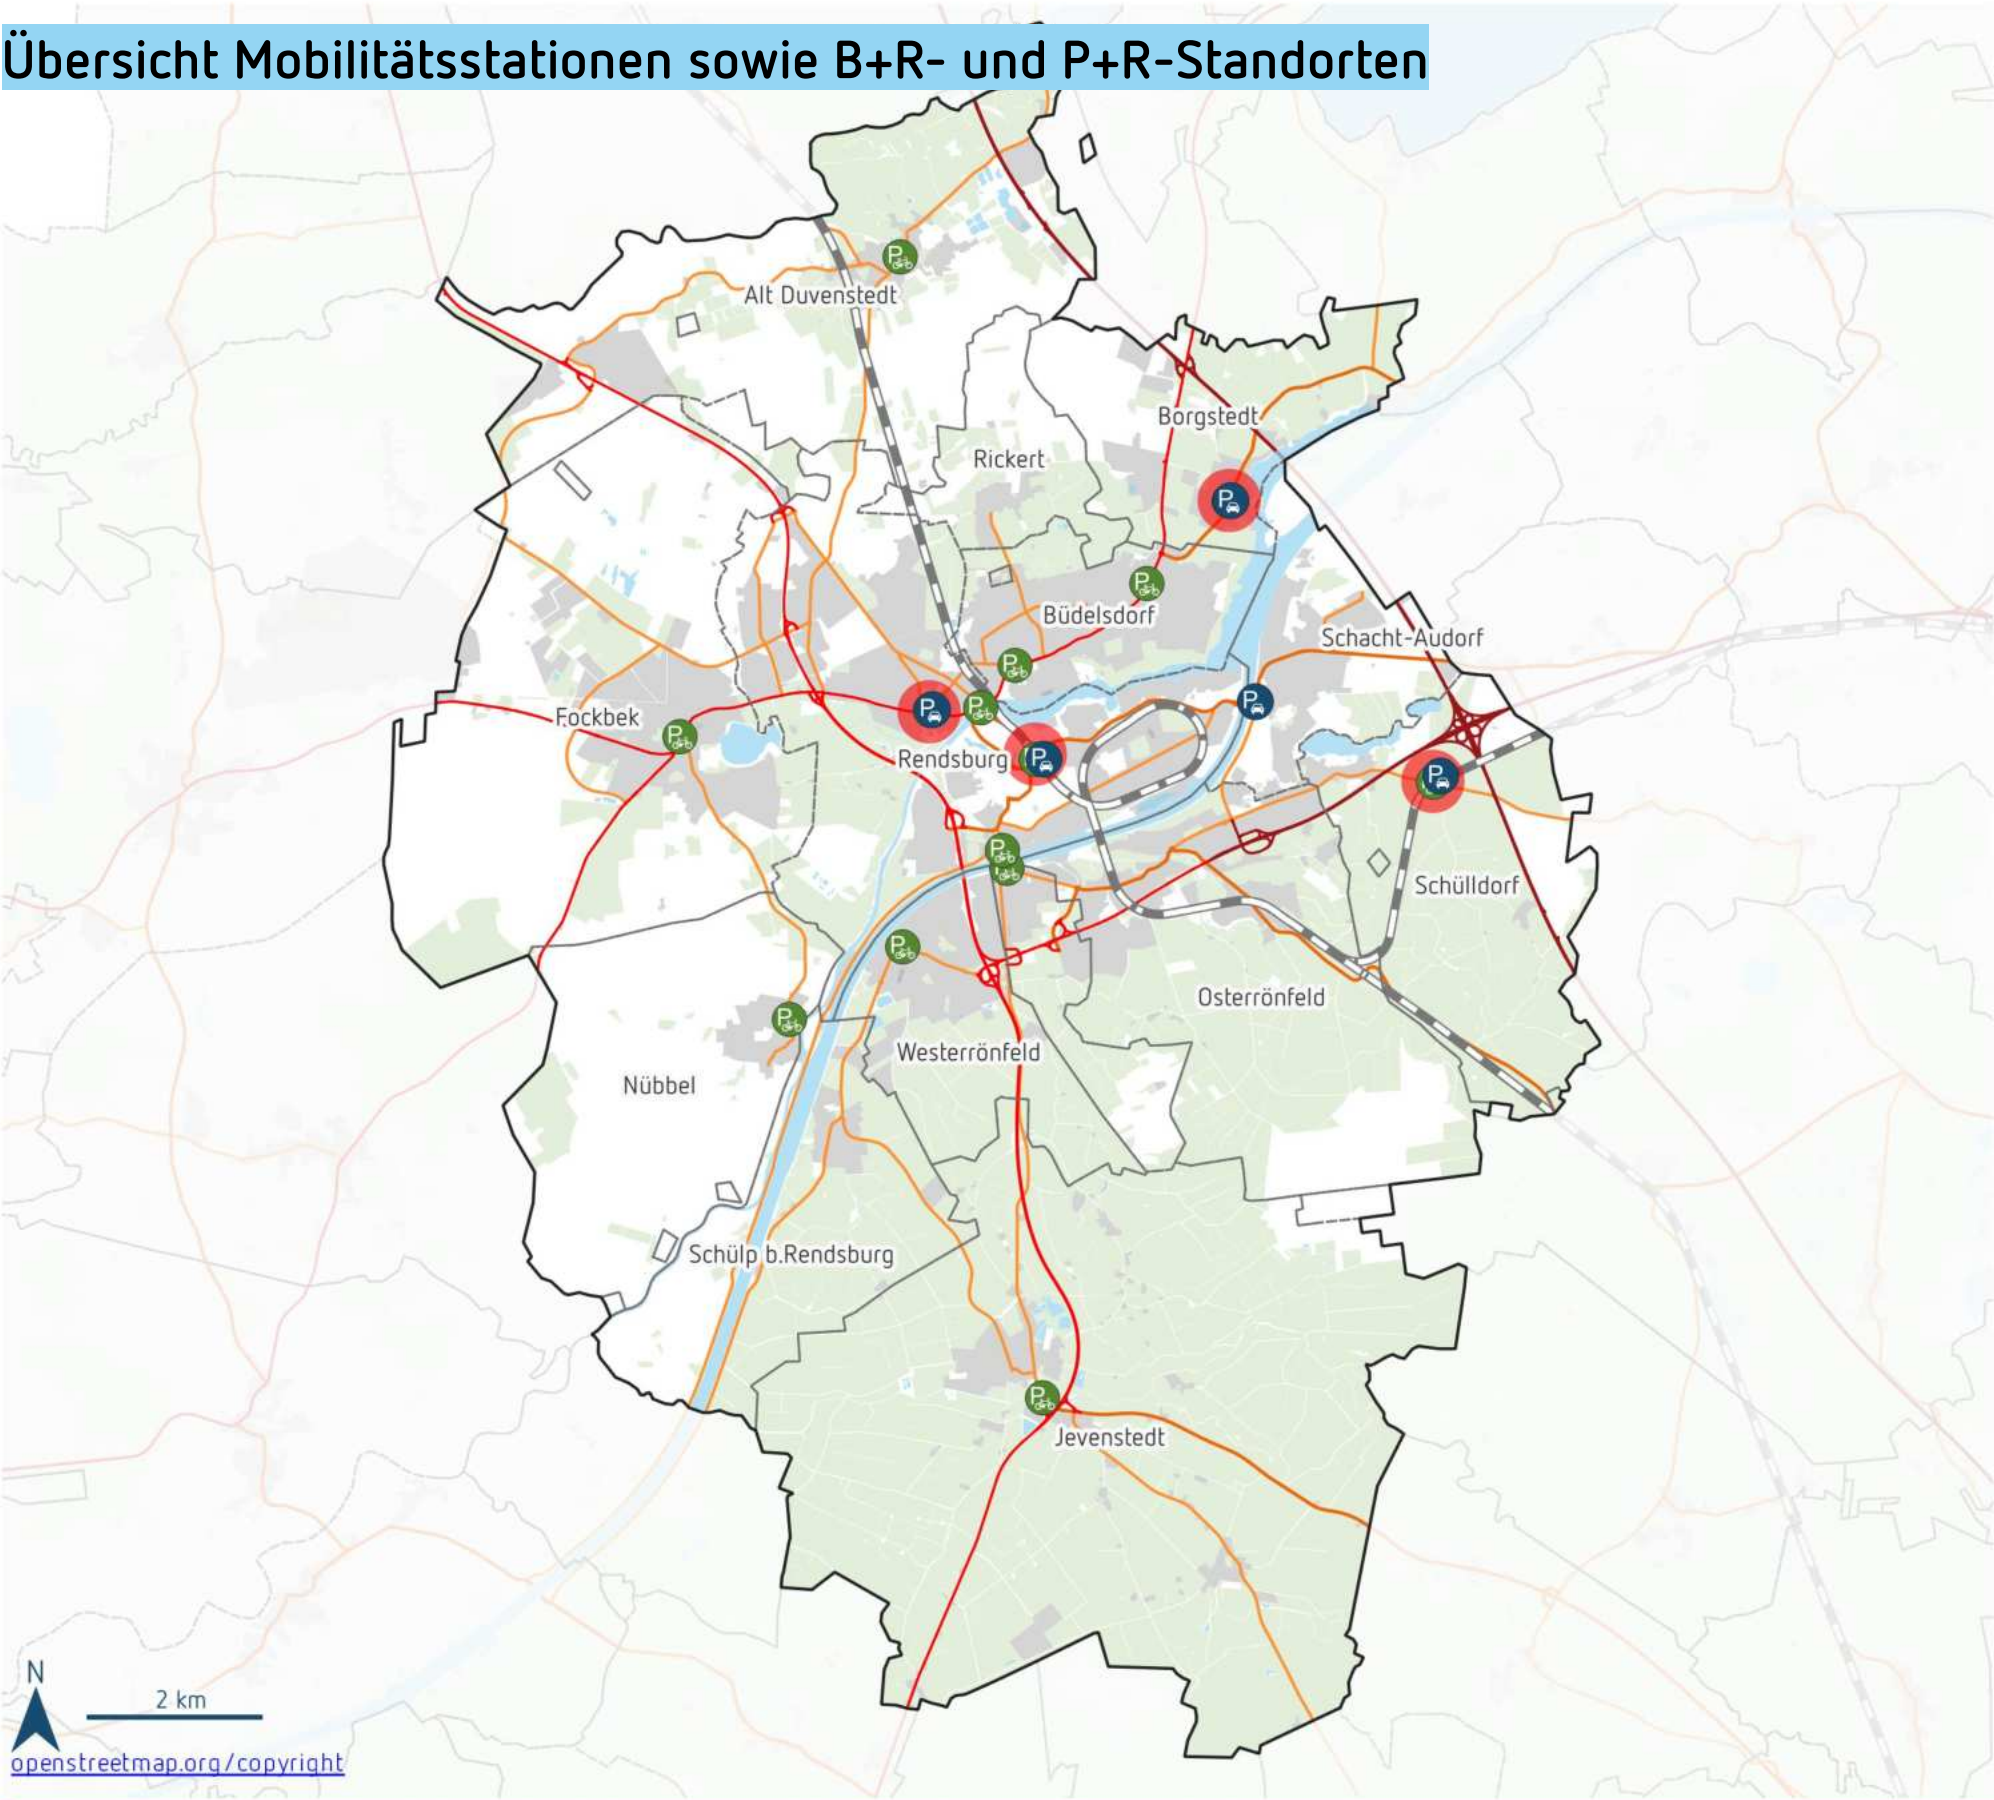 Übersicht Mobilitätsstationen sowie B+R- und P+R-Standorten
P
Alt Duvenstedt
Borgstedt
Rickert
P
P
Büdelsdorf
Schacht-Audorf
P
P
P
P
Fockbek
P
Rendsburg
P
P
P
Schülldorf
P
Osterrönfeld
P
Westerrönfeld
Nübbel
Schülp b.Rendsburg
P
Jevenstedt
N
2 km
openstreetmap.org/copyright